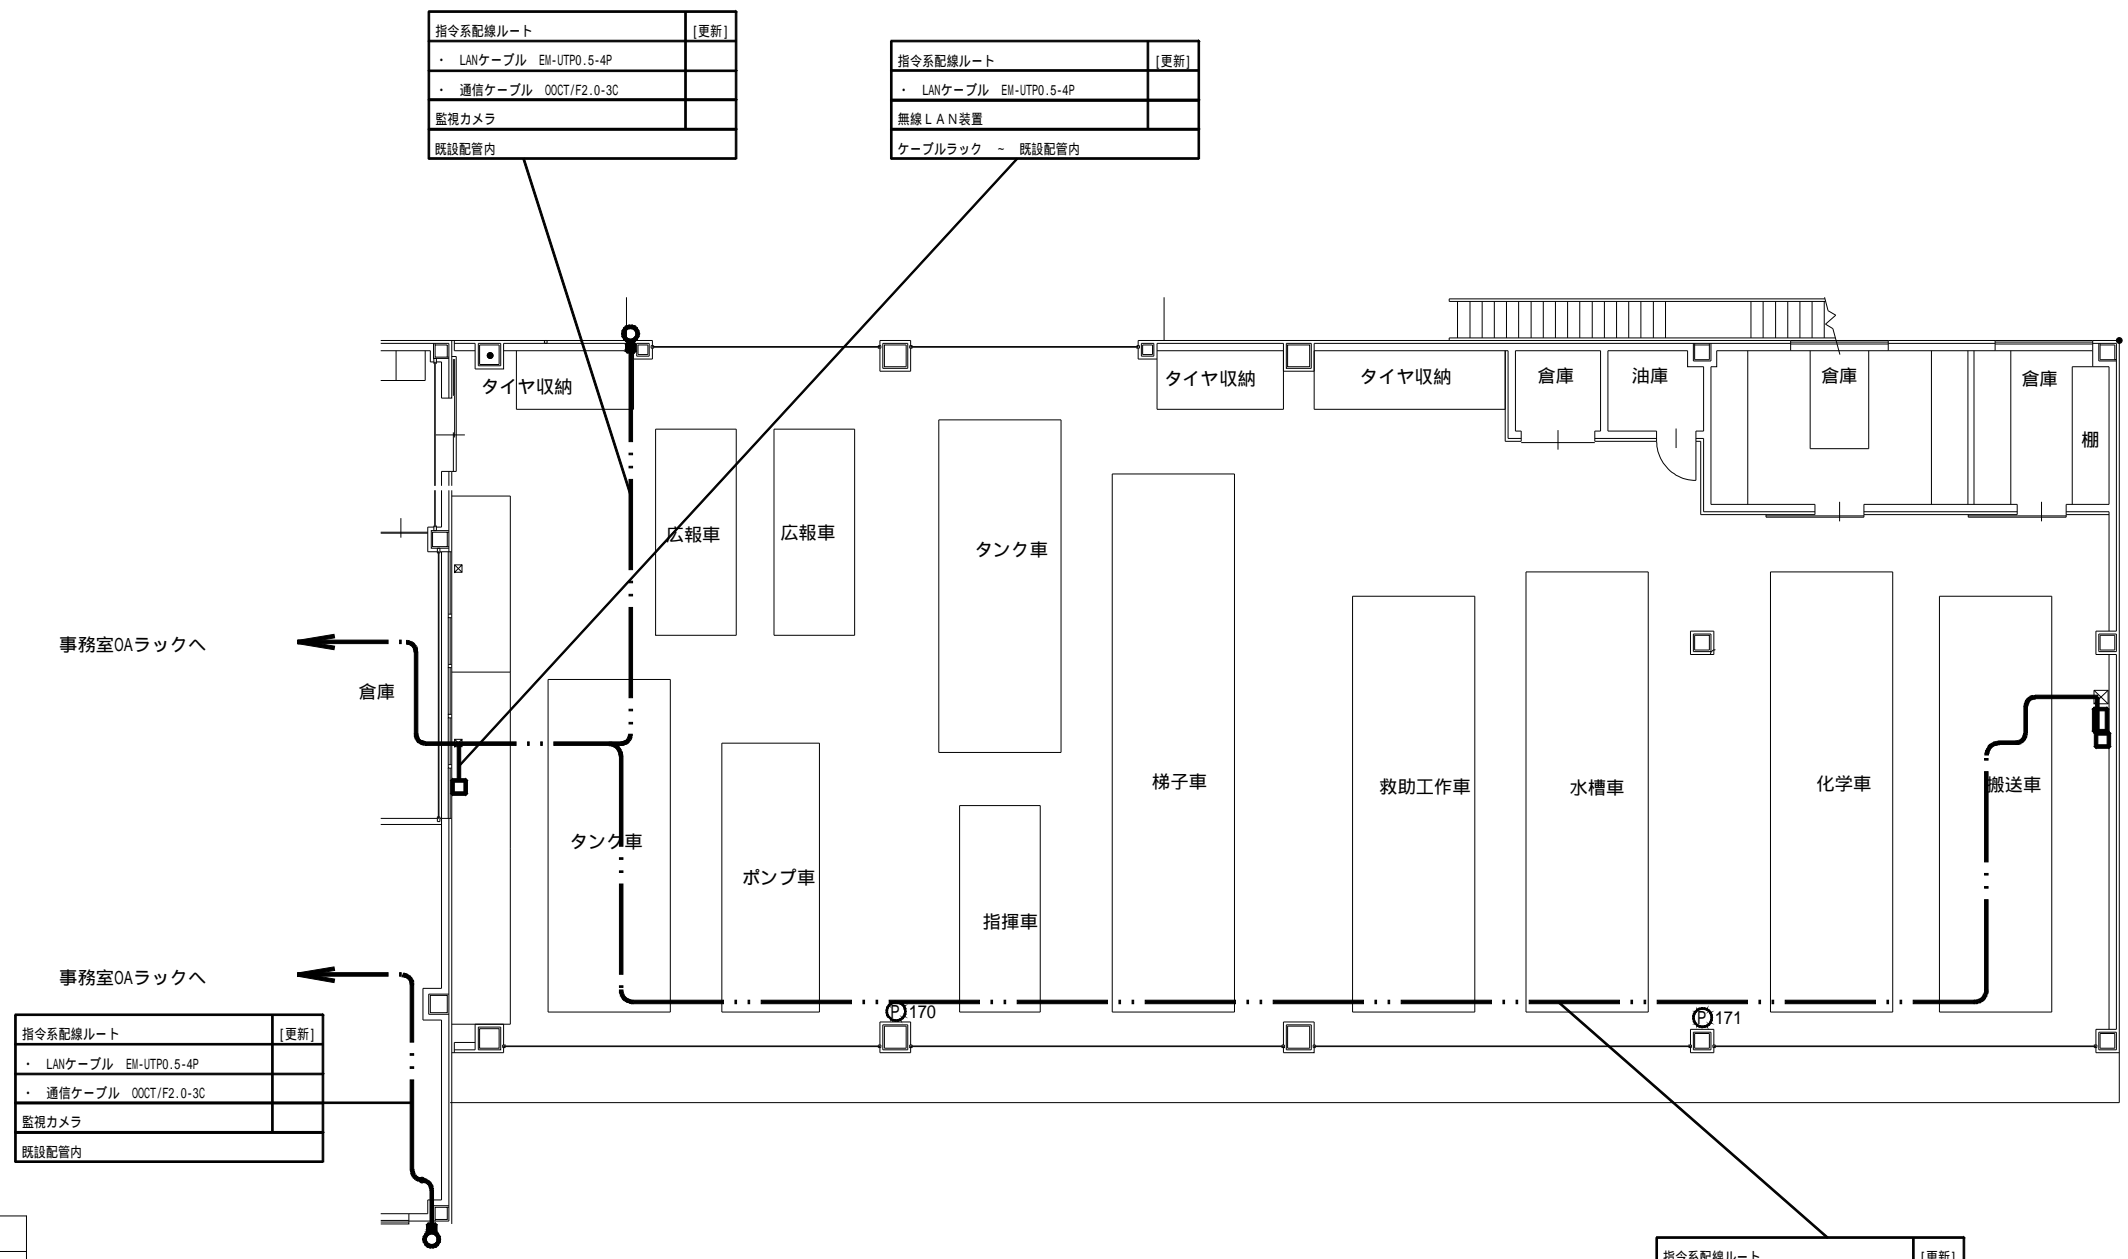 指令系配線ルート [更新]
・ LANケーブル EM-UTP0.5-4P
・ 通信ケーブル OOCT/F2.0-3C
監視カメラ
既設配管内
指令系配線ルート [更新]
・ LANケーブル EM-UTP0.5-4P
無線ＬＡＮ装置
ケーブルラック ~ 既設配管内
タイヤ収納
タイヤ収納
タイヤ収納
倉庫
油庫
倉庫
倉庫
棚
広報車
広報車
タンク車
事務室OAラックへ
倉庫
梯子車
救助工作車
水槽車
化学車
搬送車
タンク車
ポンプ車
指揮車
事務室OAラックへ
P 170
P 171
指令系配線ルート [更新]
・ LANケーブル EM-UTP0.5-4P
・ 通信ケーブル OOCT/F2.0-3C
監視カメラ
既設配管内
指令系配線ルート [更新]